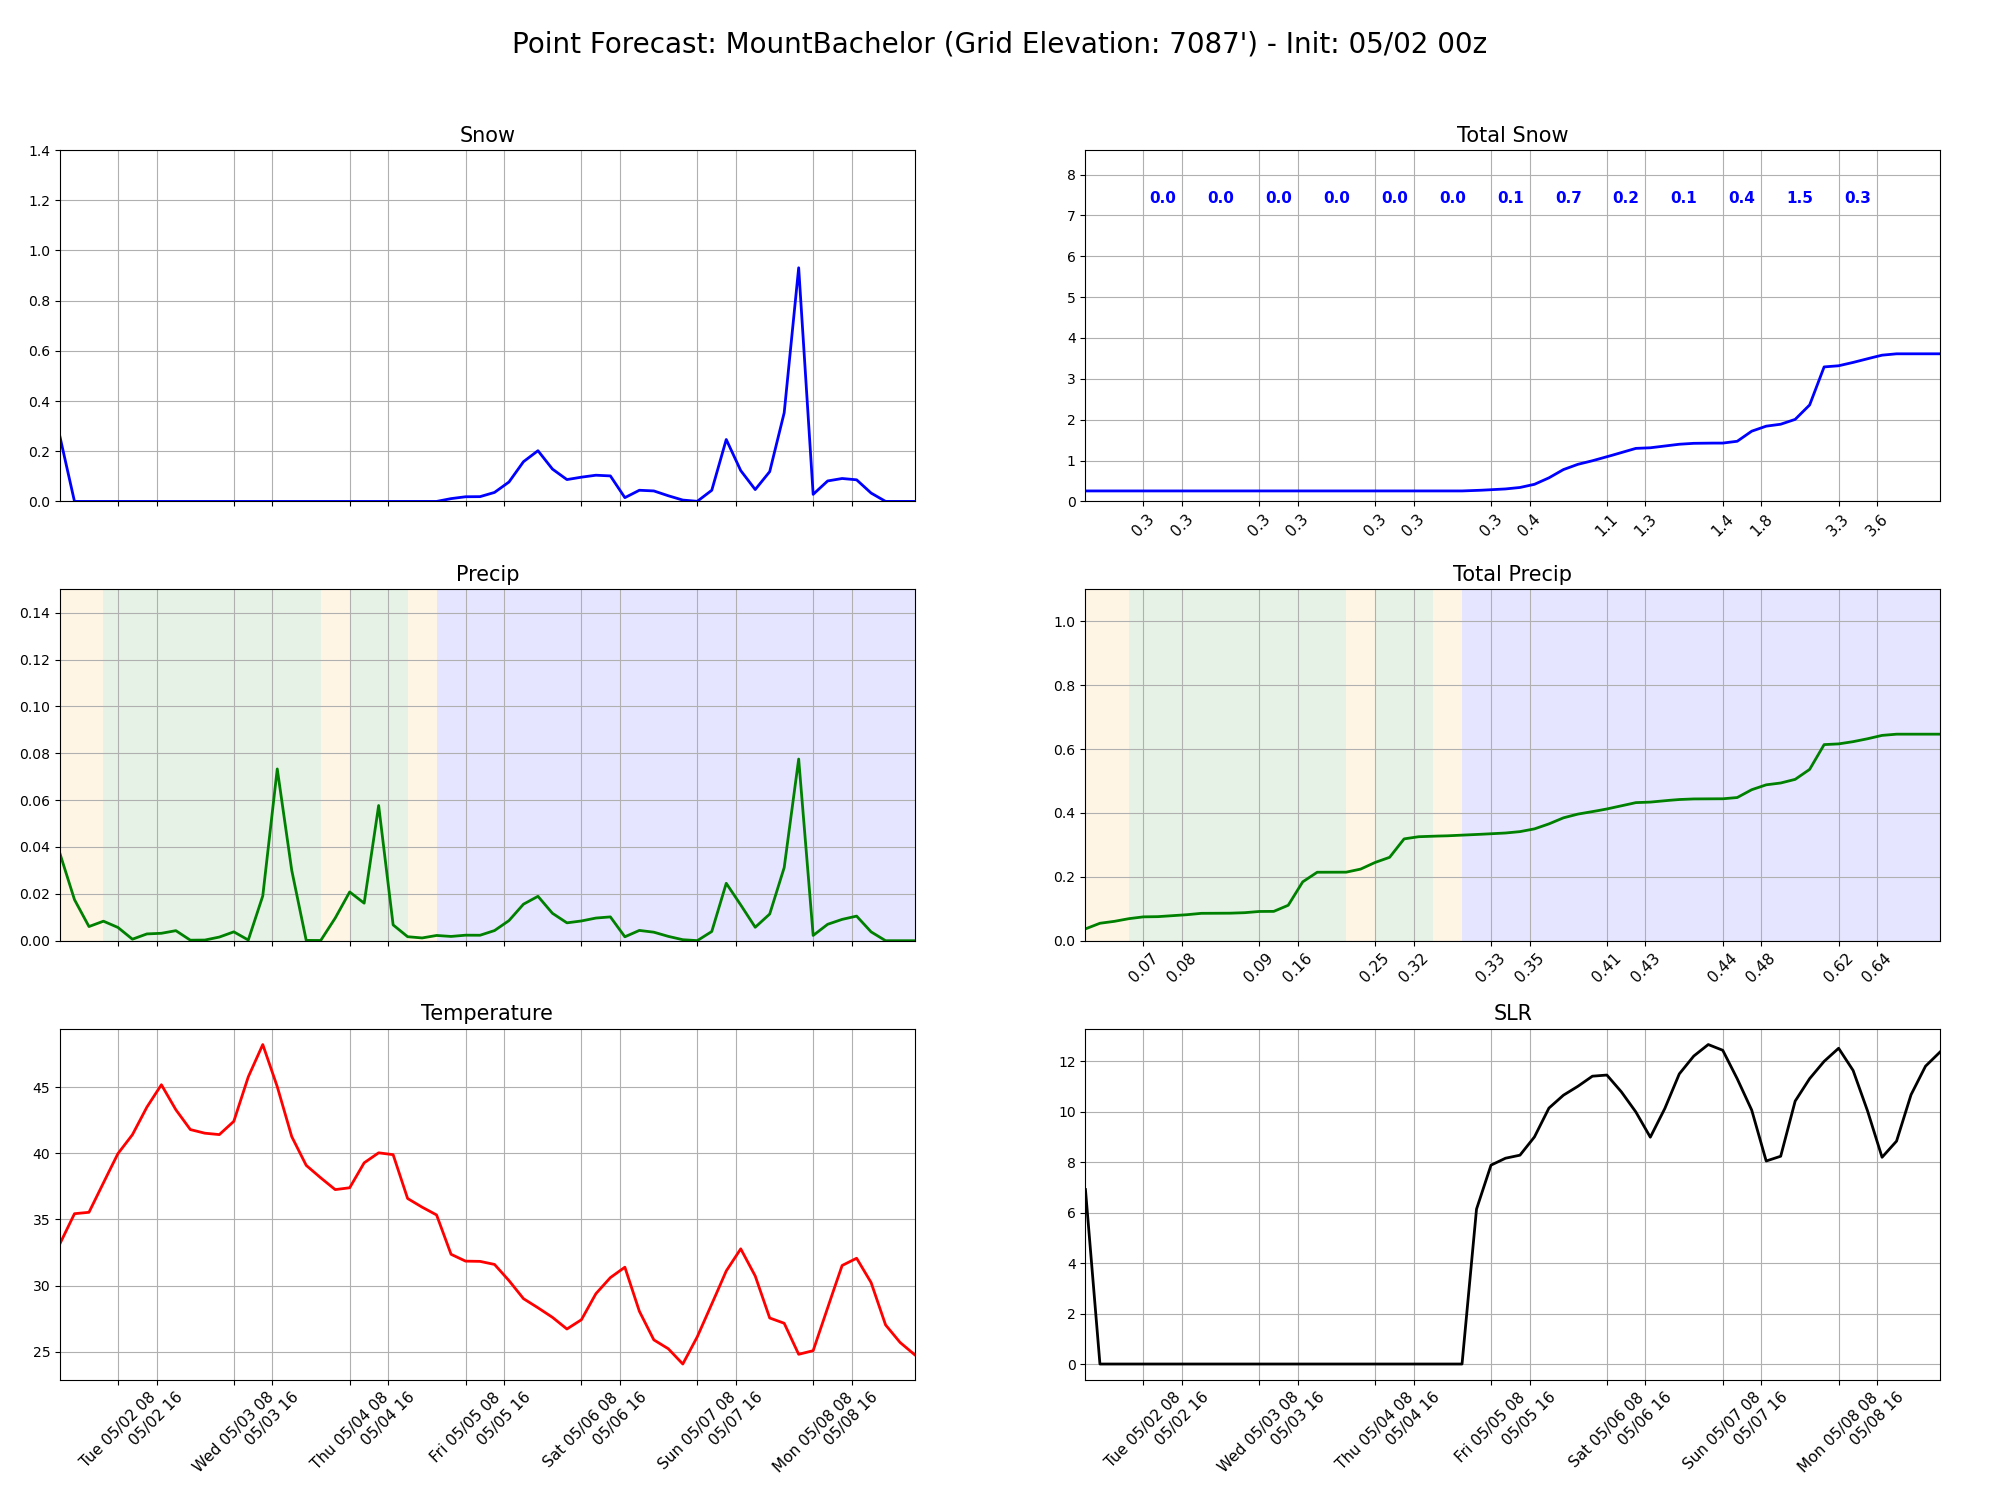 Point Forecast: MountBachelor (Grid Elevation: 7087') - Init: 05/02 00z
Snow
1.4
1.2
1.0
0.8
0.6
0.4
0.2
0.0
Total Snow
8
7
6
5
4
3
2
1
0
0.0 0.0 0.0 0.0 0.0 0.0 0.1 0.7 0.2 0.1 0.4 1.5 0.3
0.3 0.3 0.3 0.3 0.3 0.3 0.3 0.4 1.1 1.3 1.4 1.8 3.3 3.6
Precip
0.14
0.12
0.10
0.08
0.06
0.04
0.02
0.00
Total Precip
1.0
0.8
0.6
0.4
0.2
0.0
0.07 0.08 0.09 0.16 0.25 0.32 0.33 0.35 0.41 0.43 0.44 0.48 0.62 0.64
Temperature
45
40
35
30
25
Tue 05/02 08
05/02 16
Wed 05/03 08
05/03 16
Thu 05/04 08
05/04 16
Fri 05/05 08
05/05 16
Sat 05/06 08
05/06 16
Sun 05/07 08
05/07 16
Mon 05/08 08
05/08 16
SLR
12
10
8
6
4
2
0
Tue 05/02 08
05/02 16
Wed 05/03 08
05/03 16
Thu 05/04 08
05/04 16
Fri 05/05 08
05/05 16
Sat 05/06 08
05/06 16
Sun 05/07 08
05/07 16
Mon 05/08 08
05/08 16